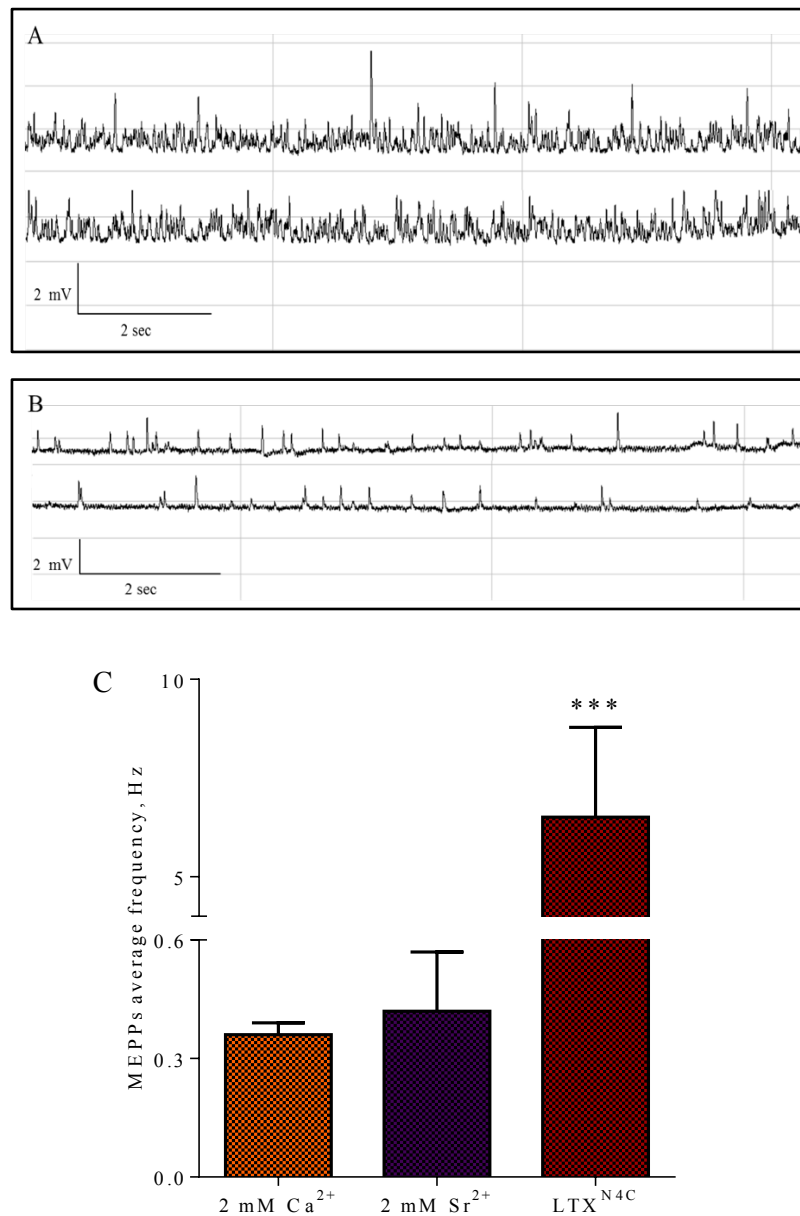 A
2 mV
2 sec
B
2 mV
2 sec
C
MEPPs average frequency, Hz
10
5
0.6
0.3
0.0
***
2 mM Ca²⁺
2 mM Sr²⁺
LTXᴺ⁴ᶜ